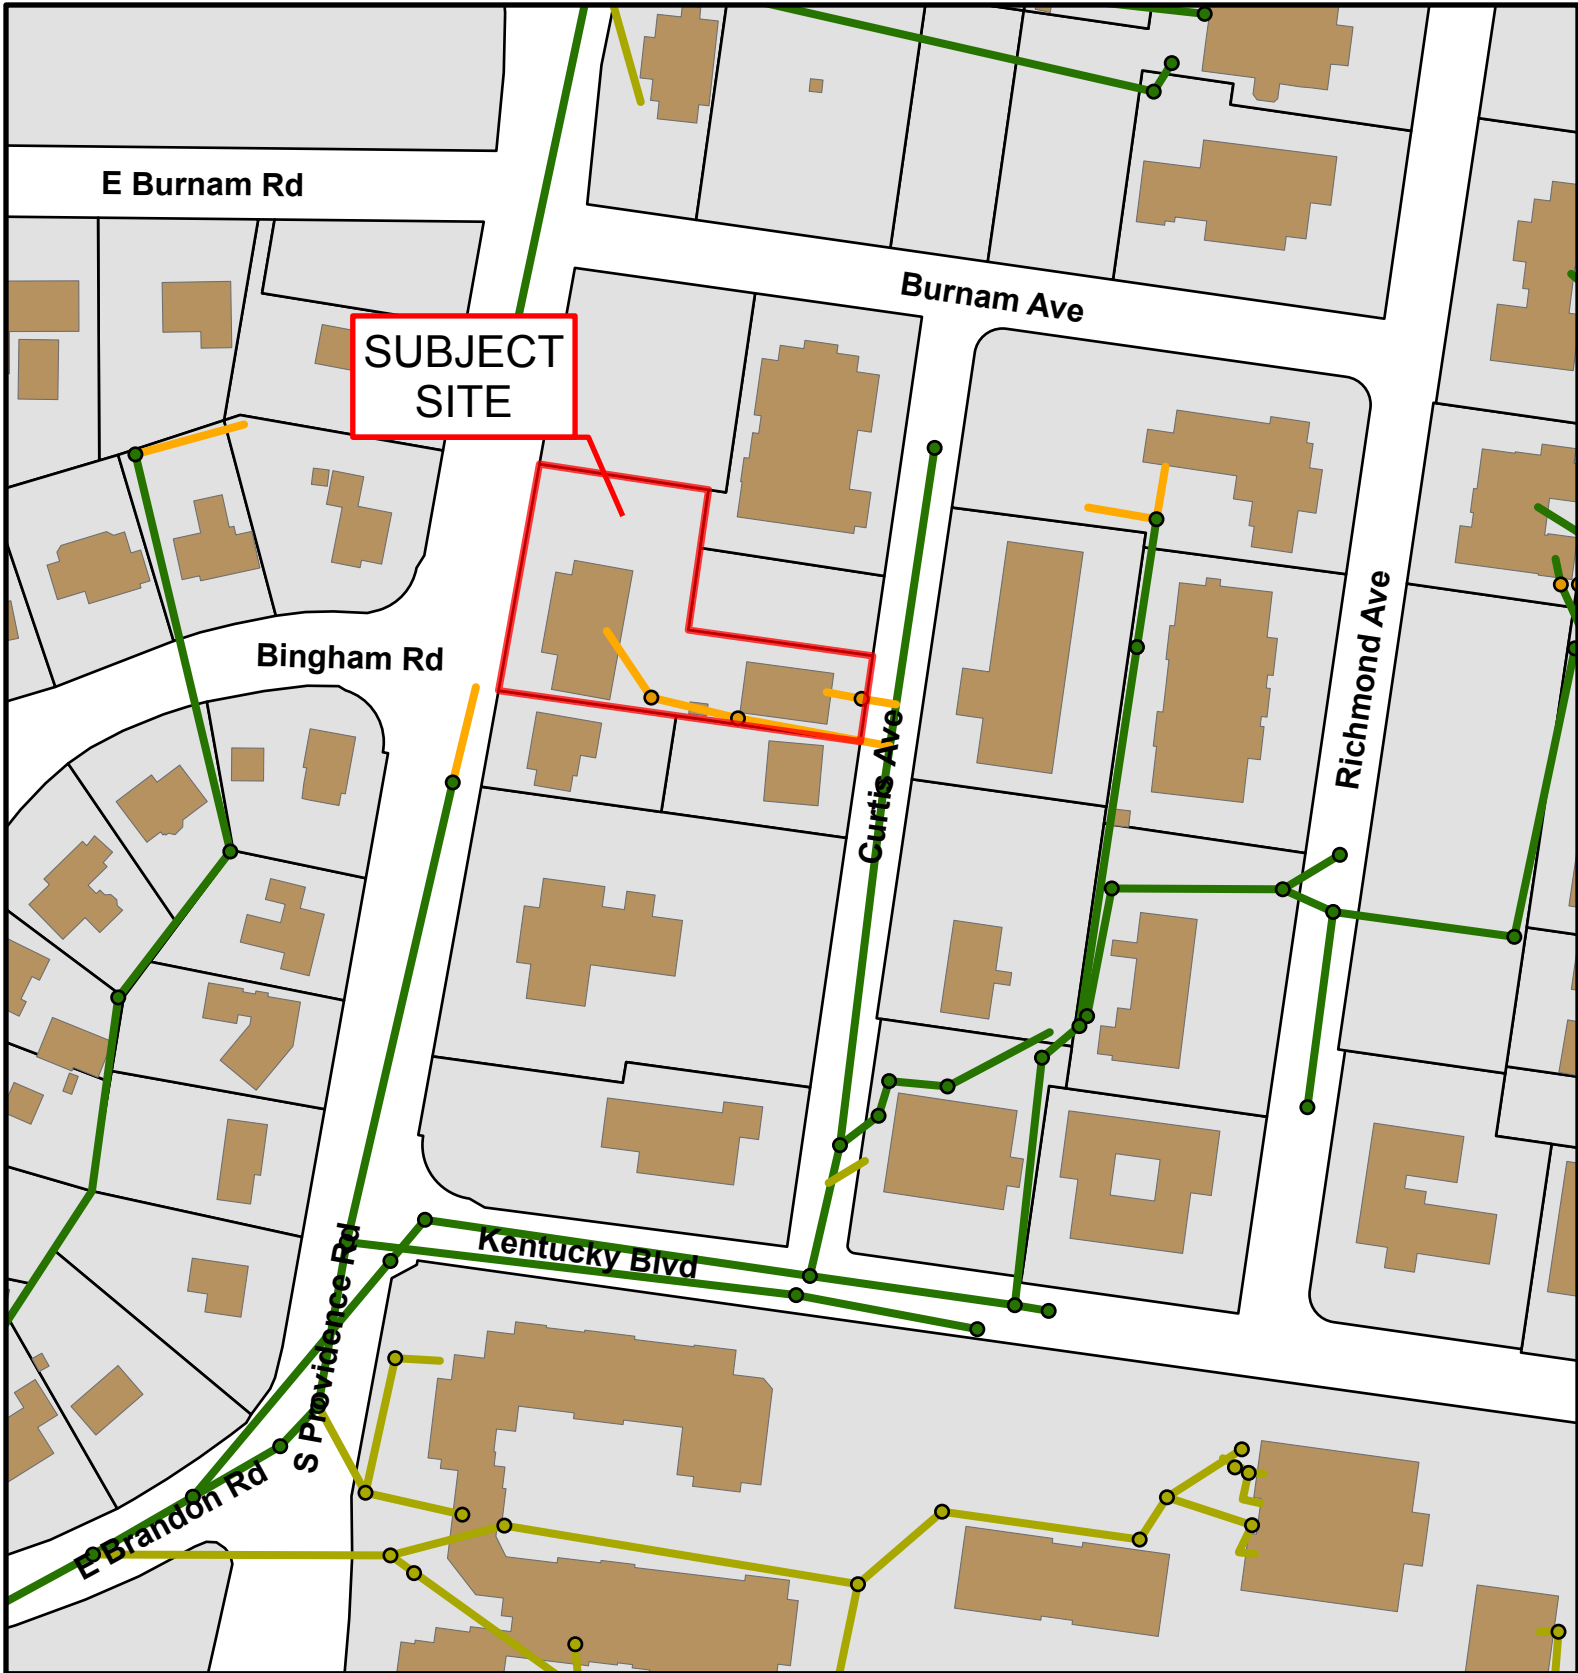 E Burnam Rd
Burnam Ave
SUBJECT
SITE
Bingham Rd
Richmond Ave
Curtis Ave
Kentucky Blvd
S Providence Rd
E Brandon Rd